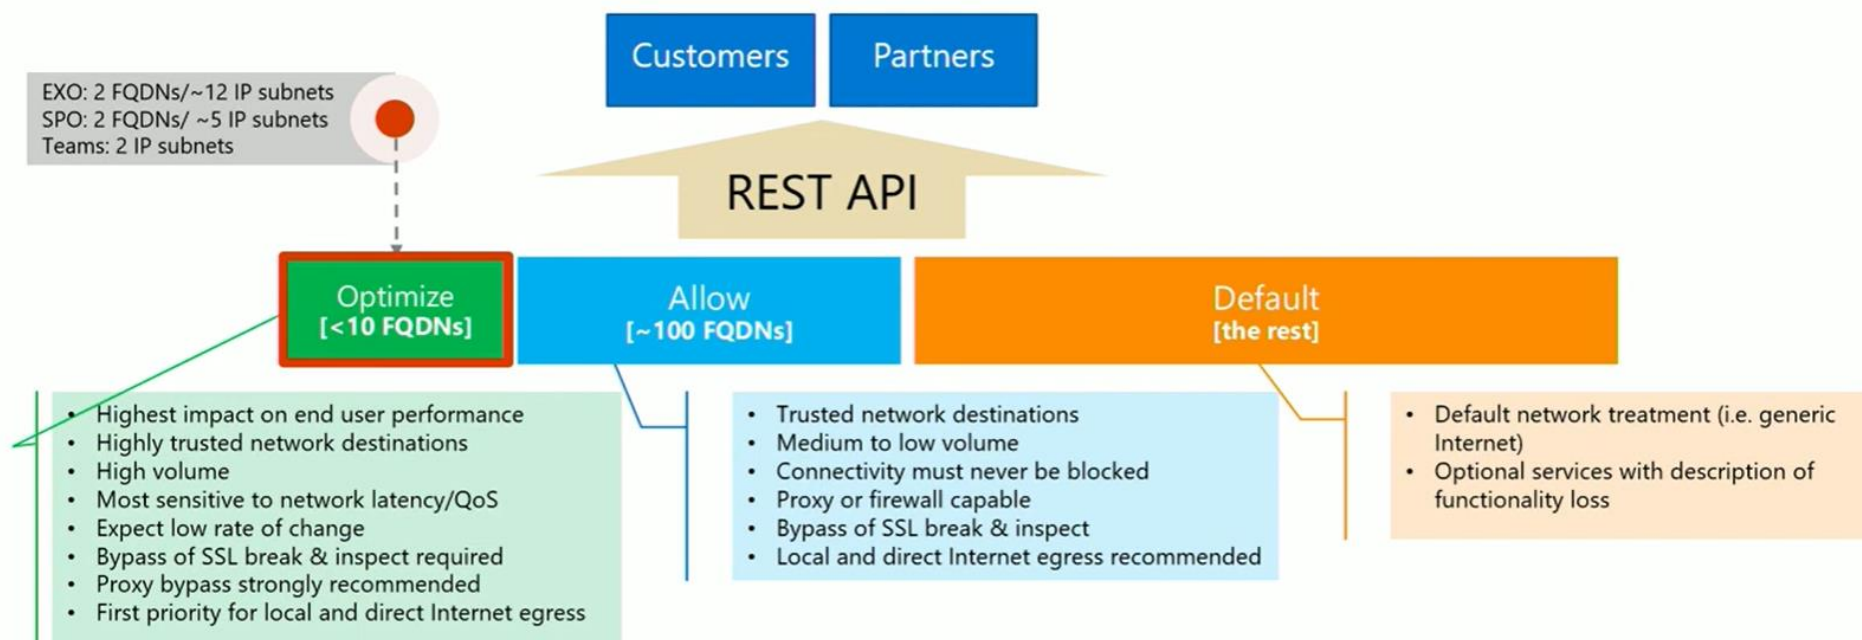 Customers
Partners
EXO: 2 FQDNs/~12 IP subnets
SPO: 2 FQDNs/ ~5 IP subnets
Teams: 2 IP subnets
REST API
Optimize
[<10 FQDNs]
Allow
[~100 FQDNs]
Default
[the rest]
• Highest impact on end user performance
• Highly trusted network destinations
• High volume
• Most sensitive to network latency/QoS
• Expect low rate of change
• Bypass of SSL break & inspect required
• Proxy bypass strongly recommended
• First priority for local and direct Internet egress
• Trusted network destinations
• Medium to low volume
• Connectivity must never be blocked
• Proxy or firewall capable
• Bypass of SSL break & inspect
• Local and direct Internet egress recommended
• Default network treatment (i.e. generic
Internet)
• Optional services with description of
functionality loss